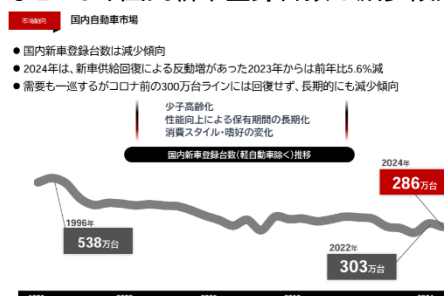 市場動向
国内自動車市場
● 国内新車登録台数は減少傾向
● 2024年は、新車供給回復による反動増があった2023年からは前年比5.6%減
● 需要も一巡するがコロナ前の300万台ラインには回復せず、長期的にも減少傾向
少子高齢化
性能向上による保有期間の長期化
消費スタイル・嗜好の変化
国内新車登録台数(軽自動車除く)推移
2024年
286万台
1996年
538万台
2022年
303万台